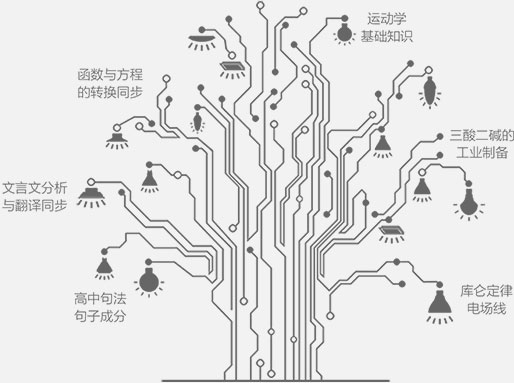 运动学
基础知识
函数与方程
的转换同步
三酸二碱的
工业制备
文言文分析
与翻译同步
高中句法
句子成分
库仑定律
电场线